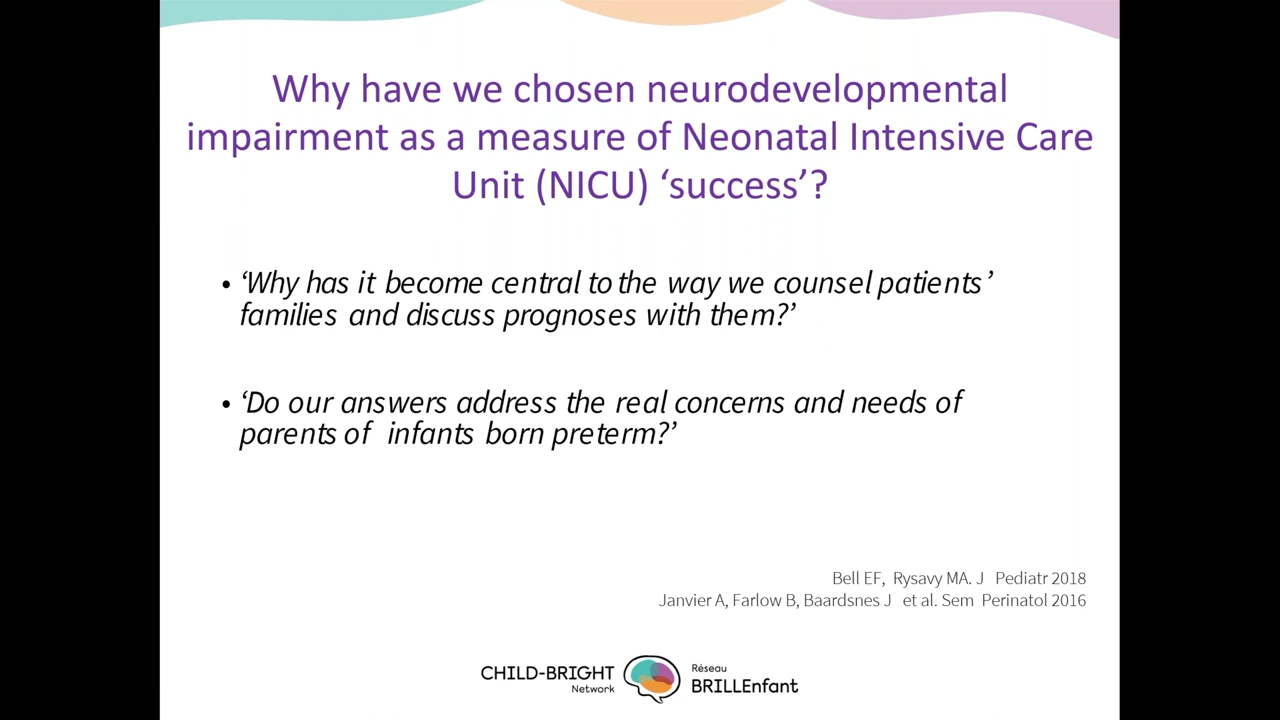 Why have we chosen neurodevelopmental
impairment as a measure of Neonatal Intensive Care
Unit (NICU) ‘success’?
• ‘Why has it become central to the way we counsel patients’
families and discuss prognoses with them?’
• ‘Do our answers address the real concerns and needs of
parents of infants born preterm?’
Bell EF, Rysavy MA. J Pediatr 2018
Janvier A, Farlow B, Baardsnes J et al. Sem Perinatol 2016
CHILD-BRIGHT
Network
Réseau
BRILLEnfant